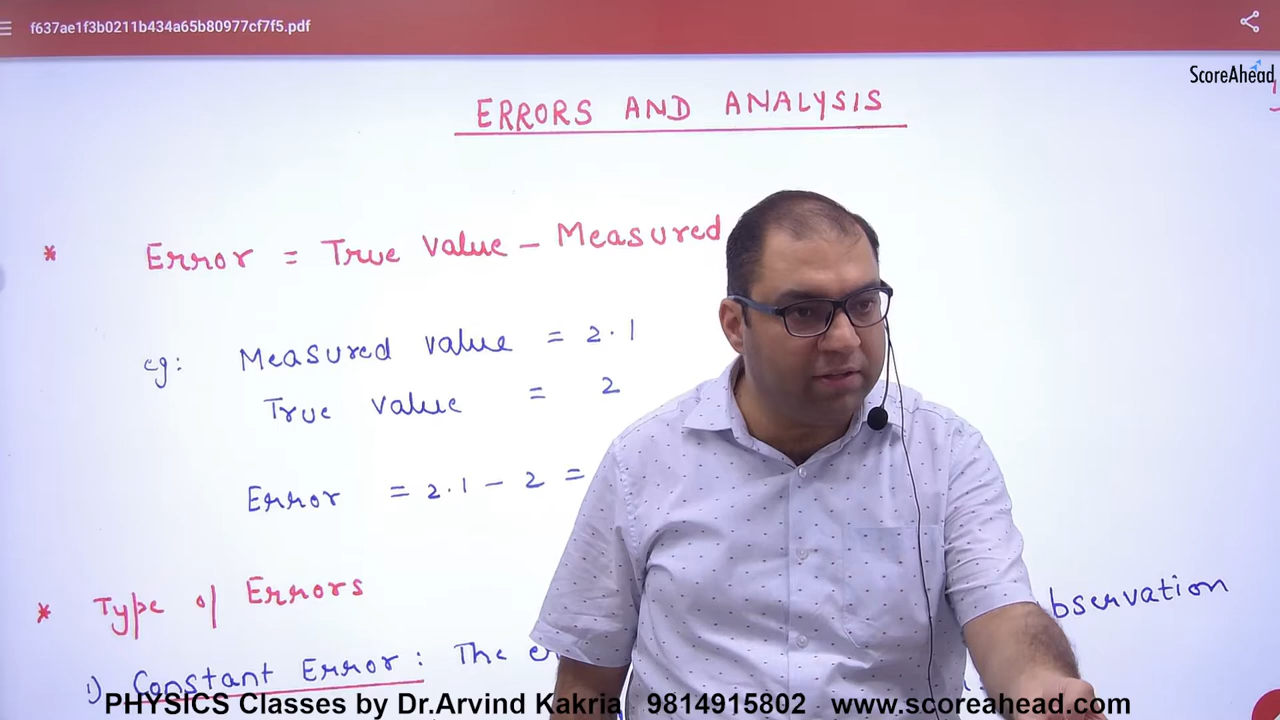 f637ae1f3b0211b434a65b80977cf7f5.pdf
ScoreAhead
ERRORS AND ANALYSIS
* Error = True value - Measured
eg: Measured value = 2.1
True value = 2
Error = 2.1 - 2 =
* Type of Errors
bservation
i) Constant Error: The
PHYSICS Classes by Dr.Arvind Kakria 9814915802 www.scoreahead.com